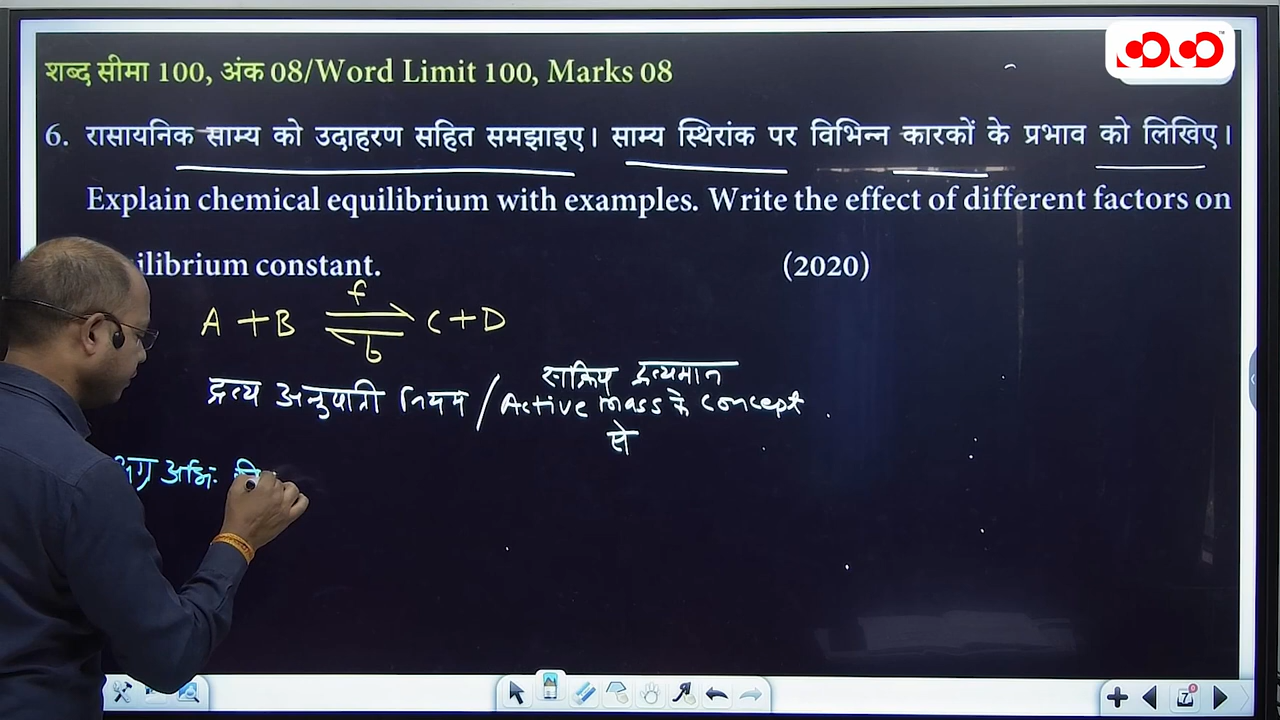 शब्द सीमा 100, अंक 08/Word Limit 100, Marks 08
6. रासायनिक साम्य को उदाहरण सहित समझाइए। साम्य स्थिरांक पर विभिन्न कारकों के प्रभाव को लिखिए।
Explain chemical equilibrium with examples. Write the effect of different factors on
ilibrium constant. (2020)
f
A + B ⇌ C + D
b
सक्रिय द्रव्यमान
द्रव्य अनुपाती नियम / Active mass के concept
से
अग्र अभि: